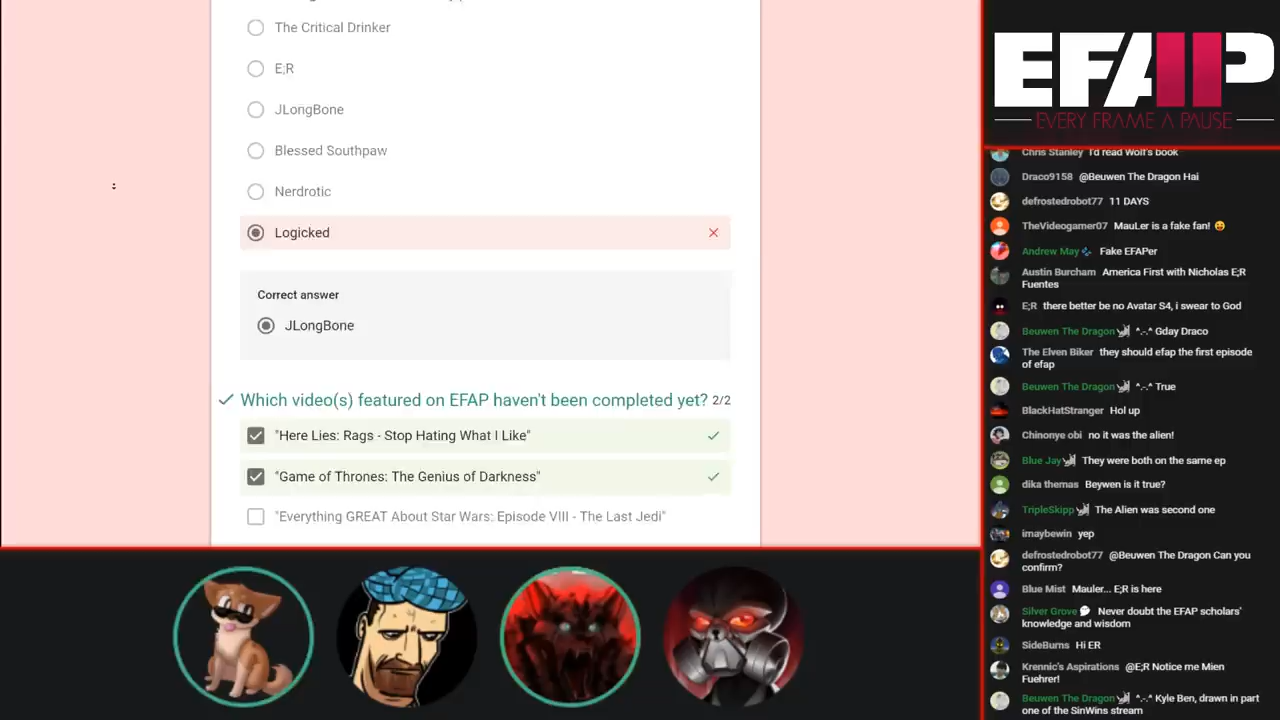 The Critical Drinker
E;R
JLongBone
Blessed Southpaw
Nerdrotic
Logicked
Correct answer
JLongBone
Which video(s) featured on EFAP haven't been completed yet? 2/2
"Here Lies: Rags - Stop Hating What I Like"
"Game of Thrones: The Genius of Darkness"
"Everything GREAT About Star Wars: Episode VIII - The Last Jedi"
EFAP
EVERY FRAME A PAUSE
Chris Stanley I'd read Wolf's book
Draco9158 @Beuwen The Dragon Hai
defrostedrobot77 11 DAYS
TheVideogamer07 MauLer is a fake fan!
Andrew May Fake EFAPer
Austin Burcham America First with Nicholas E;R
Fuentes
E;R there better be no Avatar S4, i swear to God
Beuwen The Dragon ^.-.^ Gday Draco
The Elven Biker they should efap the first episode
of efap
Beuwen The Dragon ^.-.^ True
BlackHatStranger Hol up
Chinonye obi no it was the alien!
Blue Jay They were both on the same ep
dika themas Beywen is it true?
TripleSkipp The Alien was second one
imaybewin yep
defrostedrobot77 @Beuwen The Dragon Can you
confirm?
Blue Mist Mauler... E;R is here
Silver Grove Never doubt the EFAP scholars'
knowledge and wisdom
SideBurns Hi ER
Krennic's Aspirations @E;R Notice me Mien
Fuehrer!
Beuwen The Dragon ^.-.^ Kyle Ben, drawn in part
one of the SinWins stream